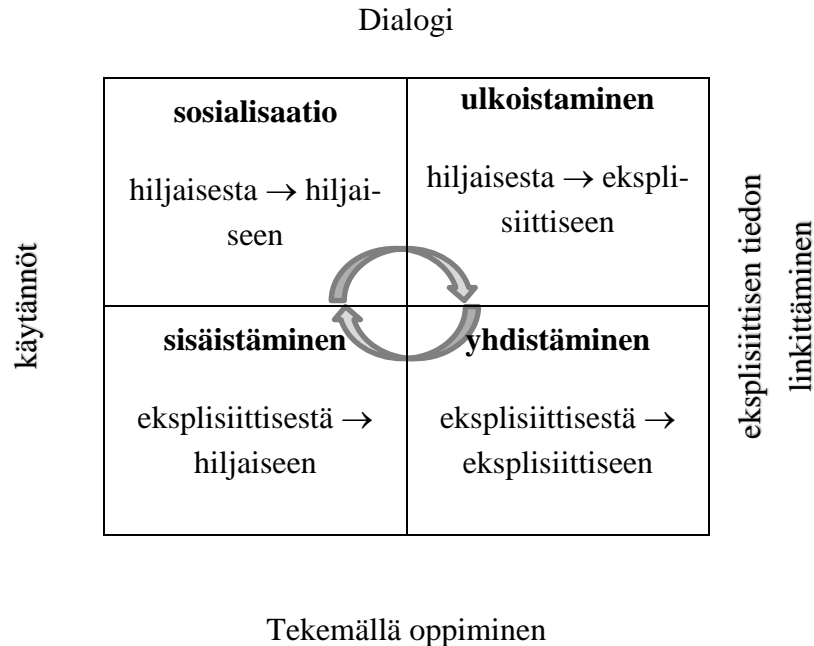 Dialogi
sosialisaatio
hiljaisesta → hiljai-
seen
ulkoistaminen
hiljaisesta → ekspli-
siittiseen
käytännöt
eksplisiittisen tiedon
linkittäminen
sisäistäminen
eksplisiittisestä →
hiljaiseen
yhdistäminen
eksplisiittisestä →
eksplisiittiseen
Tekemällä oppiminen